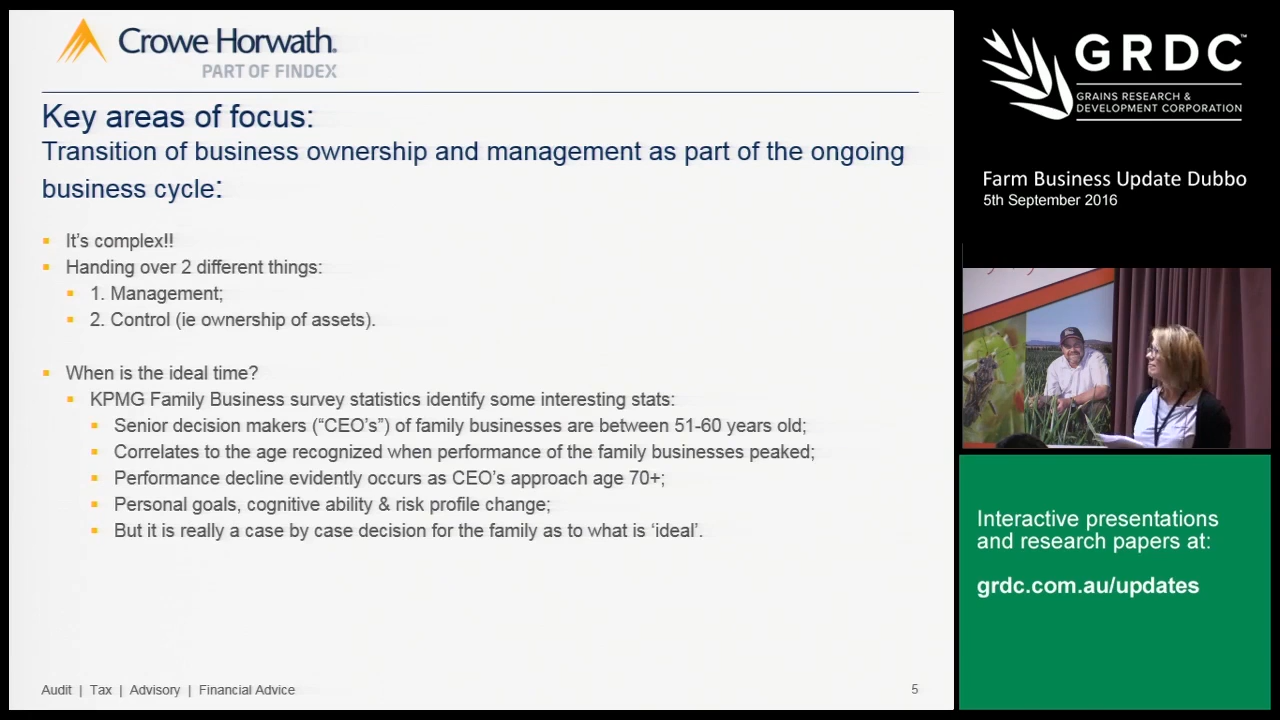 Crowe Horwath.
PART OF FINDEX
Key areas of focus:
Transition of business ownership and management as part of the ongoing
business cycle:
It's complex!!
Handing over 2 different things:
1. Management;
2. Control (ie ownership of assets).
When is the ideal time?
KPMG Family Business survey statistics identify some interesting stats:
Senior decision makers ("CEO's") of family businesses are between 51-60 years old;
Correlates to the age recognized when performance of the family businesses peaked;
Performance decline evidently occurs as CEO's approach age 70+;
Personal goals, cognitive ability & risk profile change;
But it is really a case by case decision for the family as to what is 'ideal'.
Audit | Tax | Advisory | Financial Advice
5
GRDC™
GRAINS RESEARCH &
DEVELOPMENT CORPORATION
Farm Business Update Dubbo
5th September 2016
Interactive presentations
and research papers at:
grdc.com.au/updates